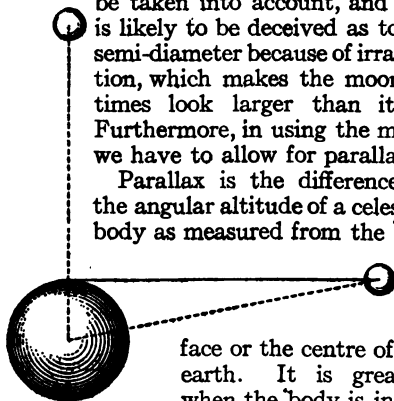 be taken into account, and
is likely to be deceived as to
semi-diameter because of irra
tion, which makes the moon
times look larger than it
Furthermore, in using the m
we have to allow for paralla
Parallax is the difference
the angular altitude of a celes
body as measured from the
face or the centre of
earth. It is grea
when the body is in